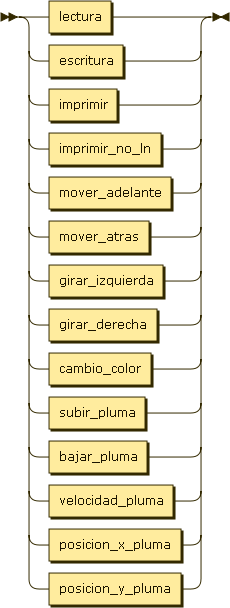 lectura
escritura
imprimir
imprimir_no_ln
mover_adelante
mover_atras
girar_izquierda
girar_derecha
cambio_color
subir_pluma
bajar_pluma
velocidad_pluma
posicion_x_pluma
posicion_y_pluma